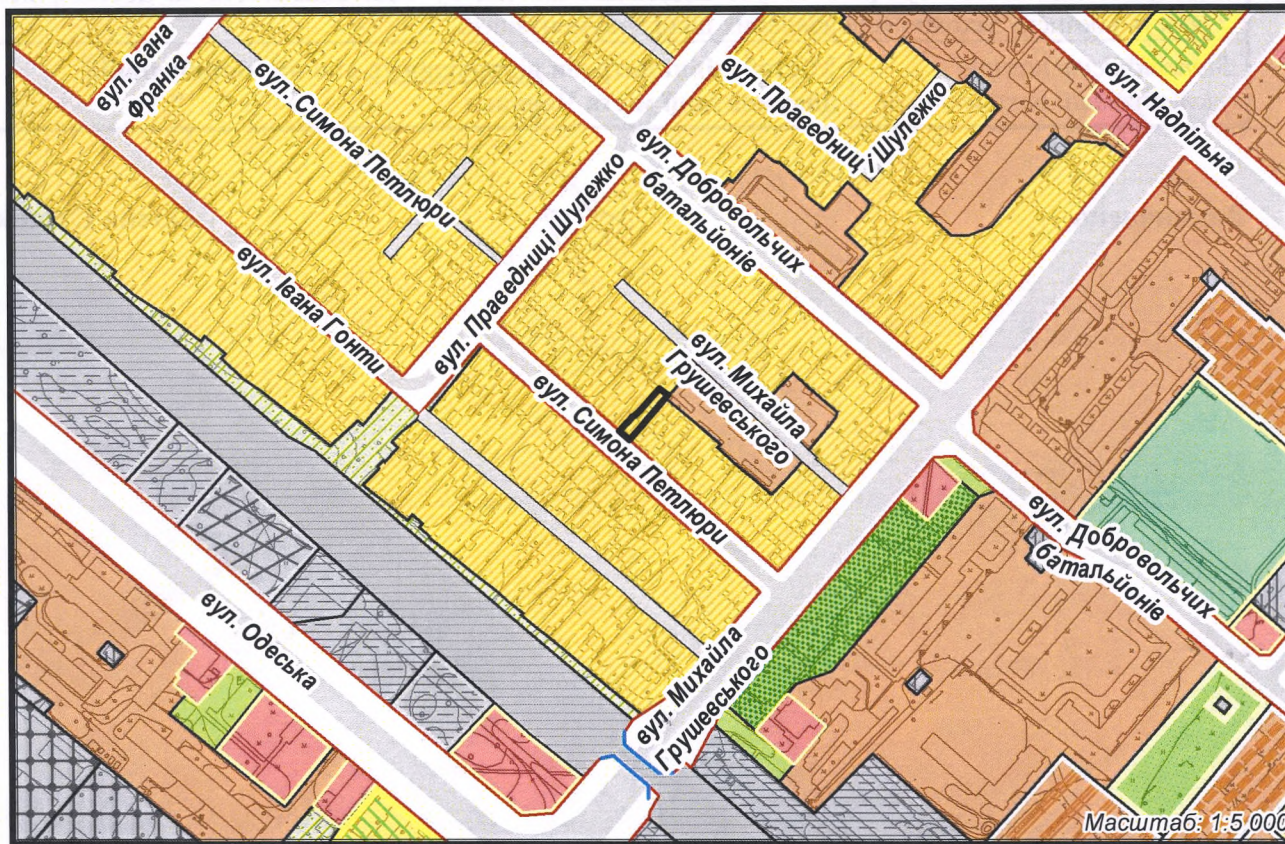 вул. Івана
Франка
вул. Симона Петлюри
вул. Праведниці Шулежко
вул. Надпільна
вул. Добровольчих
батальйонів
вул. Праведниці Шулежко
вул. Івана Гонти
вул. Михайла
Грушевського
вул. Симона Петлюри
вул. Добровольчих
батальйонів
вул. Одеська
вул. Михайла
Грушевського
Масштаб: 1:5 000